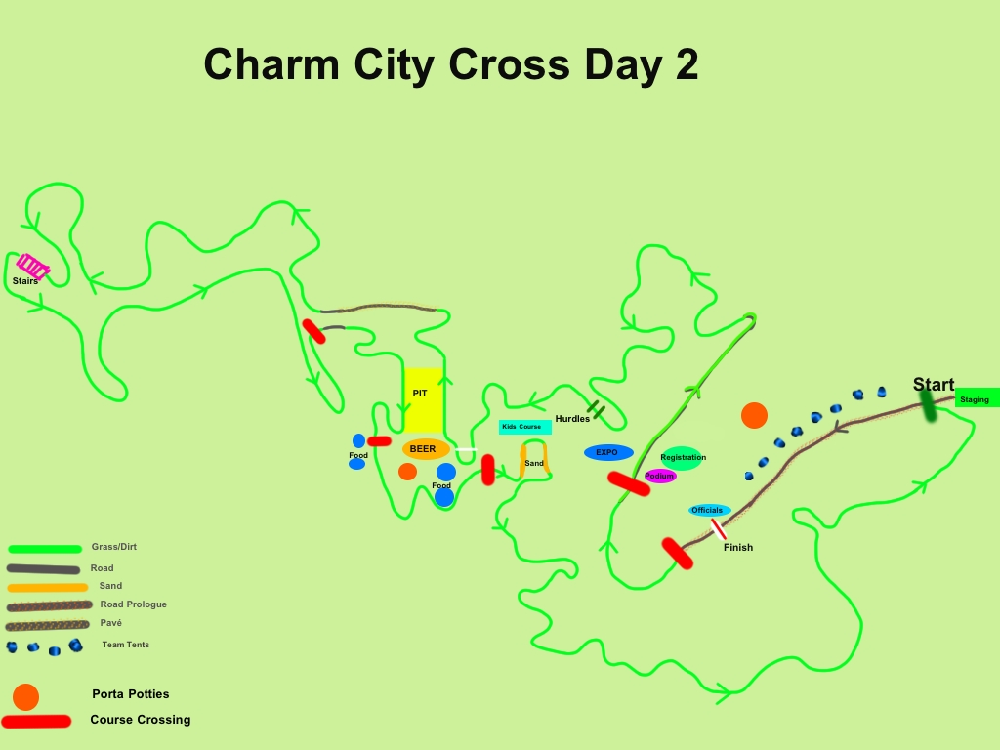 Charm City Cross Day 2
Stairs
PIT
BEER
Food
Food
Kids Course
Sand
Hurdles
EXPO
Registration
Podium
Officials
Finish
Start
Staging
Grass/Dirt
Road
Sand
Road Prologue
Pavé
Team Tents
Porta Potties
Course Crossing